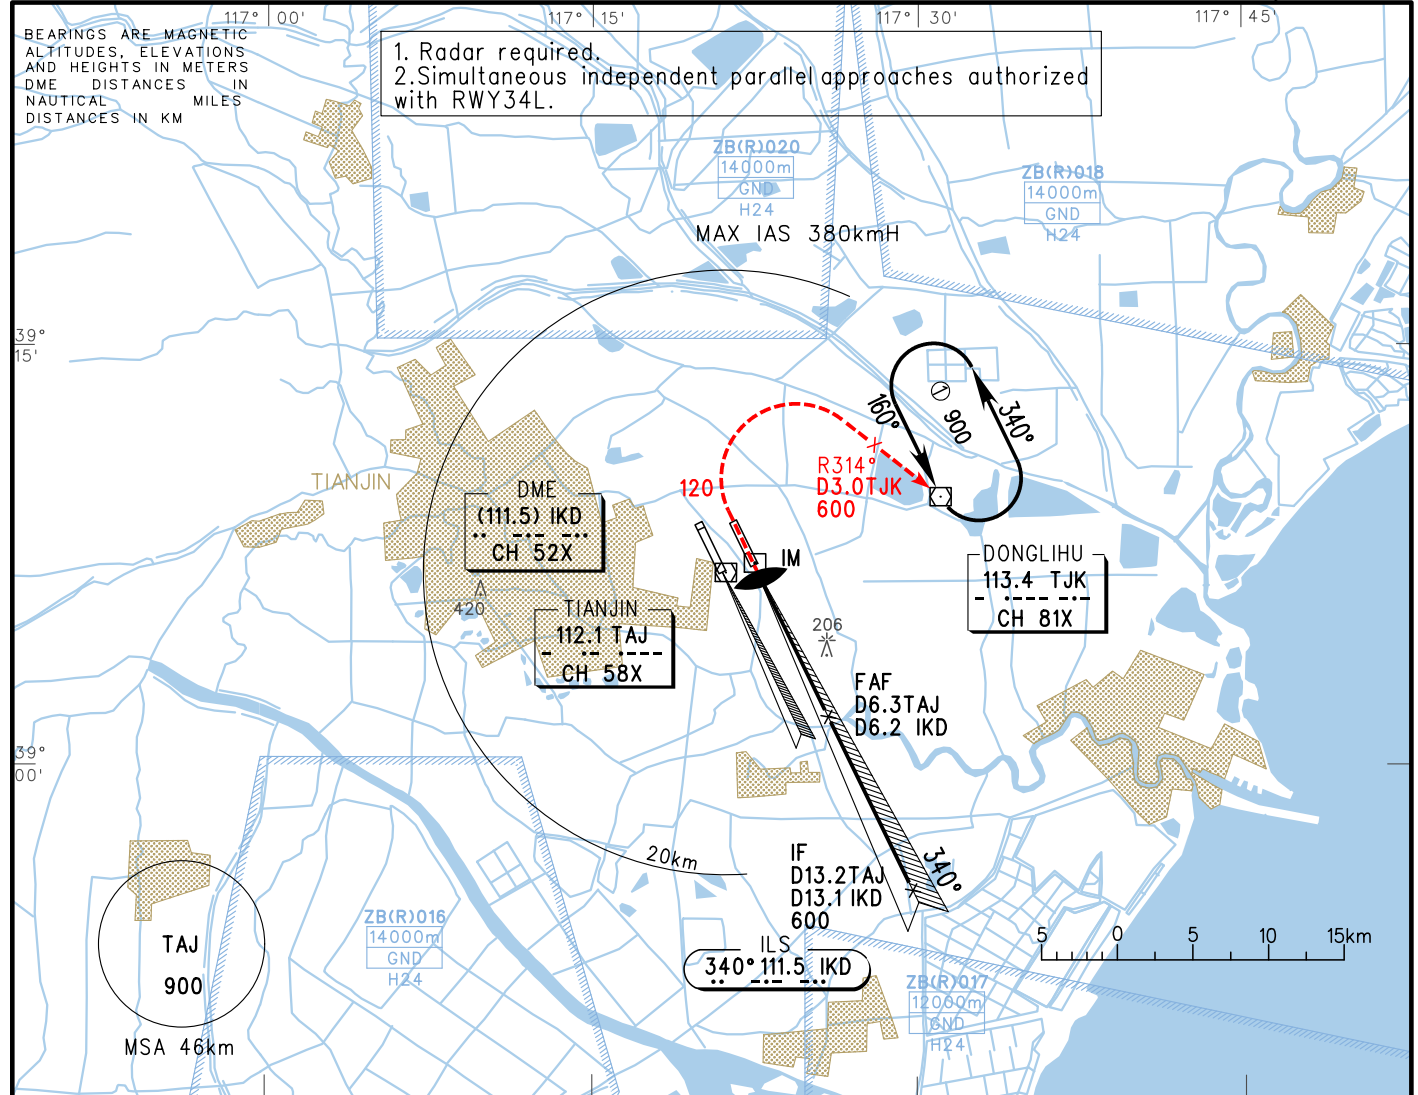 117° 00'
117° 15'
117° 30'
117° 45'
BEARINGS ARE MAGNETIC
ALTITUDES, ELEVATIONS
AND HEIGHTS IN METERS
DME DISTANCES IN
NAUTICAL MILES
DISTANCES IN KM
1. Radar required.
2.Simultaneous independent parallel approaches authorized
with RWY34L.
ZB(R)020
14000m
GND
H24
ZB(R)018
14000m
GND
H24
MAX IAS 380kmH
39°
15'
160°
1
900
340°
TIANJIN
R314°
D3.0TJK
600
120
DME
(111.5) IKD
CH 52X
IM
DONGLIHU
113.4 TJK
CH 81X
420
TIANJIN
112.1 TAJ
CH 58X
206
FAF
D6.3TAJ
D6.2 IKD
39°
00'
20km
IF
D13.2TAJ
D13.1 IKD
600
340°
ZB(R)016
14000m
GND
H24
TAJ
900
MSA 46km
ILS
340° 111.5 IKD
5 0 5 10 15km
ZB(R)017
12000m
GND
H24